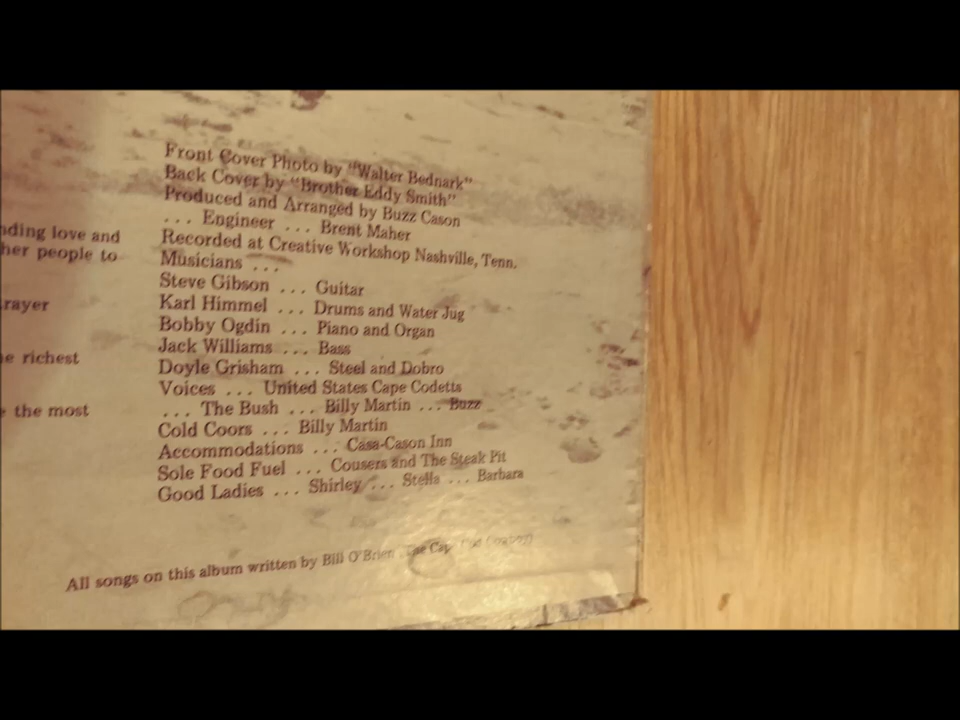 nding love and
her people to
rayer
e richest
e the most
Front Cover Photo by "Walter Bednark"
Back Cover by "Brother Eddy Smith"
Produced and Arranged by Buzz Cason
... Engineer ... Brent Maher
Recorded at Creative Workshop Nashville, Tenn.
Musicians ...
Steve Gibson ... Guitar
Karl Himmel ... Drums and Water Jug
Bobby Ogdin ... Piano and Organ
Jack Williams ... Bass
Doyle Grisham ... Steel and Dobro
Voices ... United States Cape Codetts
... The Bush ... Billy Martin ... Buzz
Cold Coors ... Billy Martin
Accommodations ... Casa-Cason Inn
Sole Food Fuel ... Cousers and The Steak Pit
Good Ladies ... Shirley ... Stella ... Barbara
All songs on this album written by Bill O'Brien